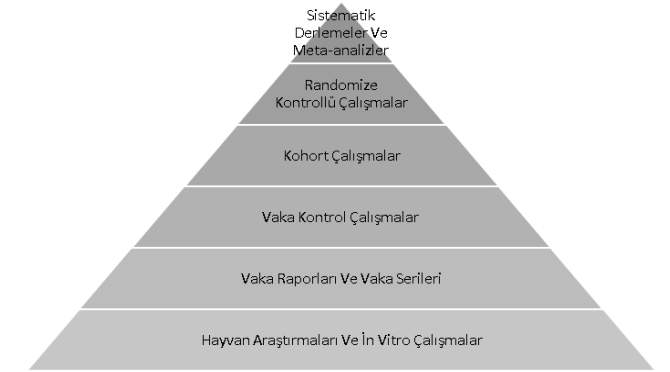 Sistematik
Derlemeler Ve
Meta-analizler
Randomize
Kontrollü Çalışmalar
Kohort Çalışmalar
Vaka Kontrol Çalışmalar
Vaka Raporları Ve Vaka Serileri
Hayvan Araştırmaları Ve İn Vitro Çalışmalar